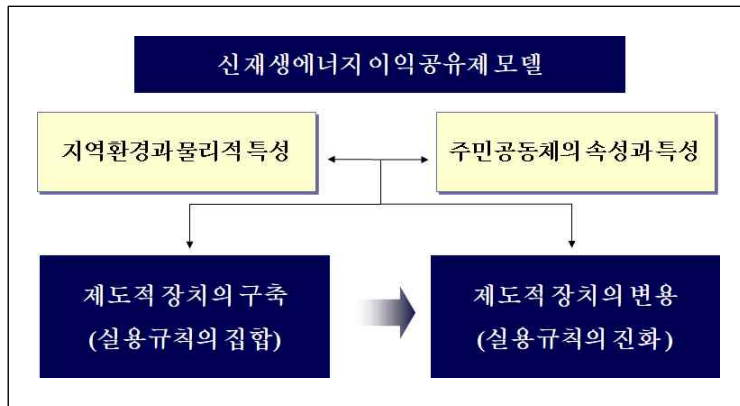 신재생에너지 이익공유제 모델
지역환경과 물리적 특성
주민공동체의 속성과 특성
제도적 장치의 구축
(실용규칙의 집합)
제도적 장치의 변용
(실용규칙의 진화)